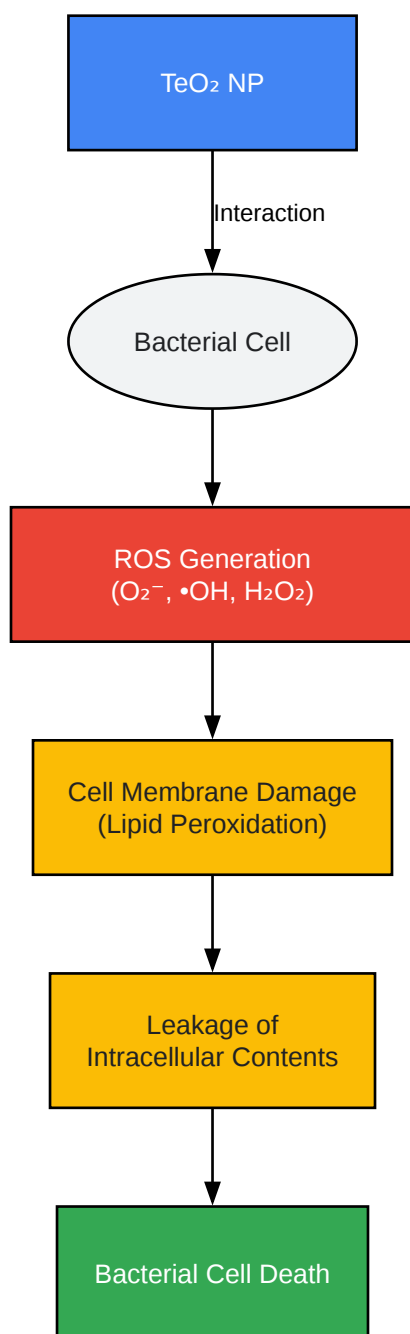 TeO₂ NP
Interaction
Bacterial Cell
ROS Generation
(O₂⁻, •OH, H₂O₂)
Cell Membrane Damage
(Lipid Peroxidation)
Leakage of
Intracellular Contents
Bacterial Cell Death